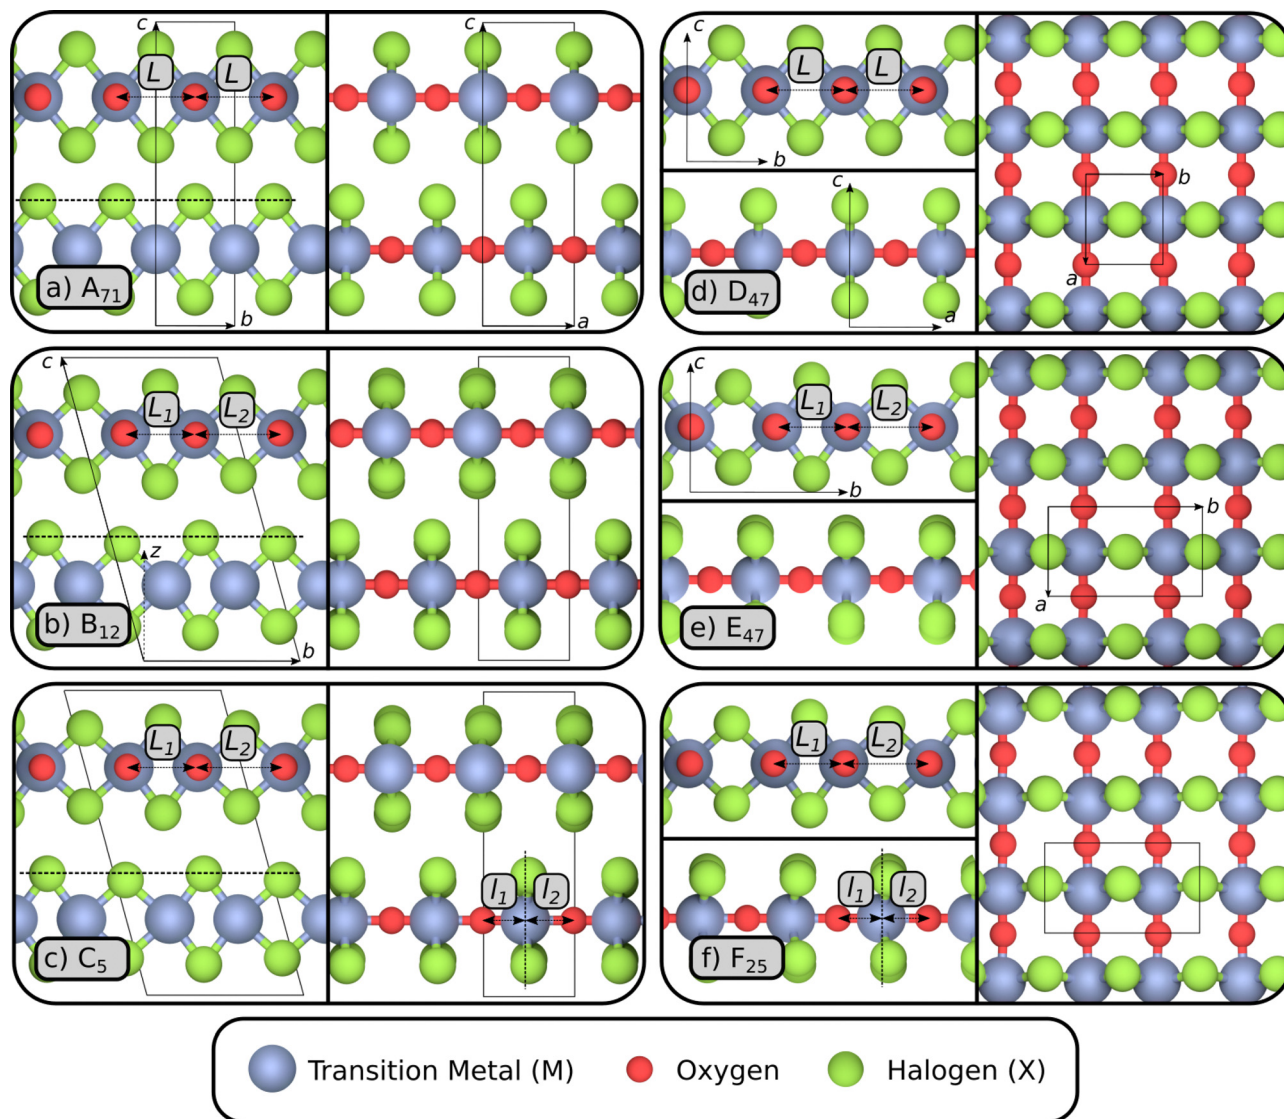 c
L L
b
a) A71
a
c
L L
b
c
d) D47
a
b
a
c
L1 L2
z
b) B12
b
c
L1 L2
b
e) E47
b
a
L1 L2
l1 l2
c) C5
L1 L2
l1 l2
f) F25
Transition Metal (M) Oxygen Halogen (X)